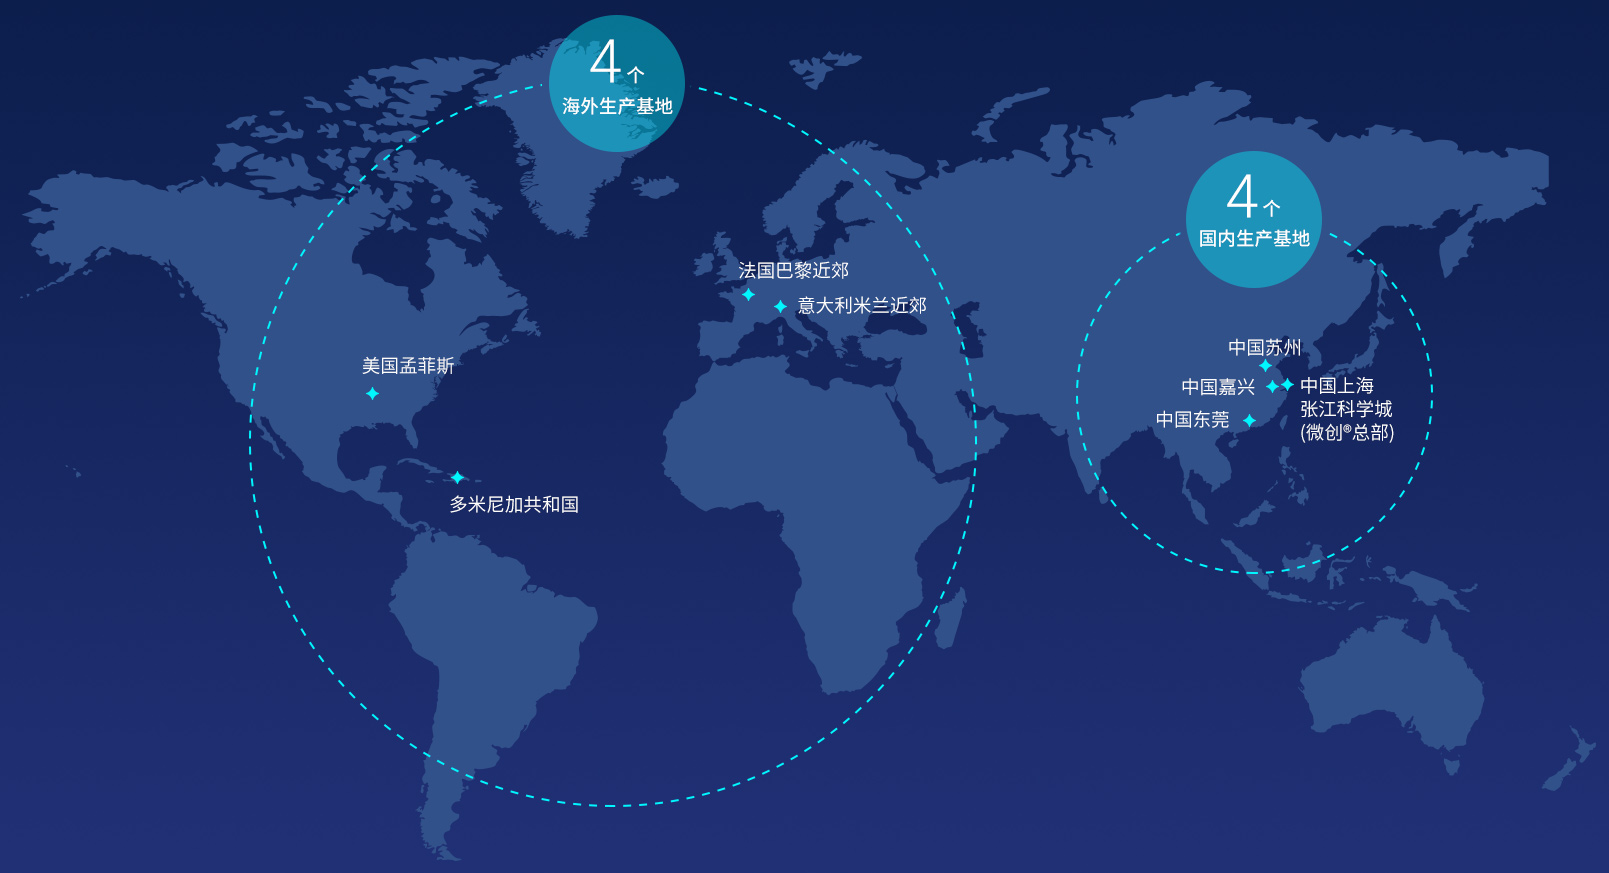 4个
海外生产基地
4个
国内生产基地
法国巴黎近郊
意大利米兰近郊
美国孟菲斯
多米尼加共和国
中国苏州
中国嘉兴
中国上海
张江科学城
(微创®总部)
中国东莞